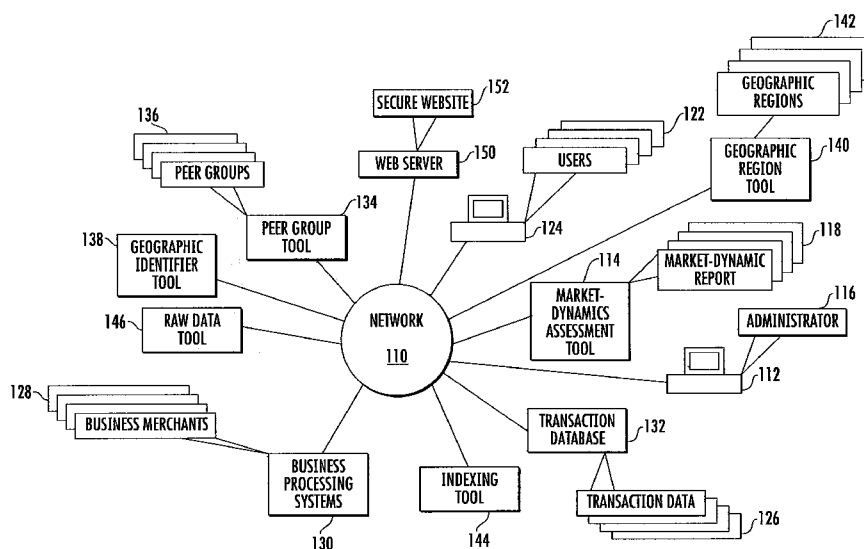 142
152
SECURE WEBSITE
136
122
GEOGRAPHIC
REGIONS
WEB SERVER
150
USERS
140
PEER GROUPS
GEOGRAPHIC
REGION
TOOL
134
138
PEER GROUP
TOOL
124
118
GEOGRAPHIC
IDENTIFIER
TOOL
114
MARKET-DYNAMIC
REPORT
116
146
RAW DATA
TOOL
NETWORK
110
MARKET-
DYNAMICS
ASSESSMENT
TOOL
ADMINISTRATOR
112
128
BUSINESS MERCHANTS
TRANSACTION
DATABASE
132
BUSINESS
PROCESSING
SYSTEMS
130
INDEXING
TOOL
144
TRANSACTION DATA
126